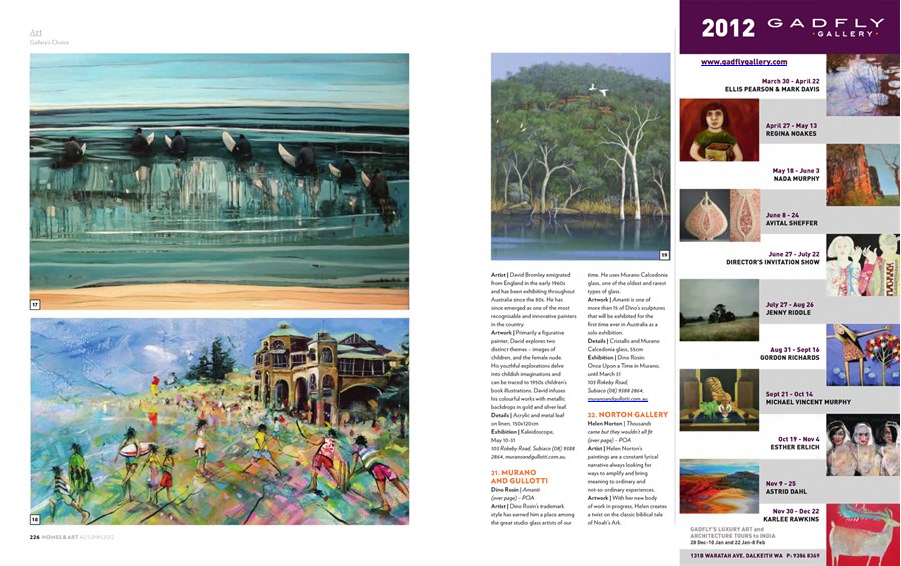 Art
Gallery's Choice
17
18
226 HOMES & ART AUTUMN 2012
19
Artist | David Bromley emigrated
from England in the early 1960s
and has been exhibiting throughout
Australia since the 80s. He has
since emerged as one of the most
recognisable and innovative painters
in the country.
Artwork | Primarily a figurative
painter, David explores two
distinct themes – images of
children, and the female nude.
His youthful explorations delve
into childish imaginations and
can be traced to 1950s children's
book illustrations. David infuses
his colourful works with metallic
backdrops in gold and silver leaf.
Details | Acrylic and metal leaf
on linen, 150x120cm
Exhibition | Kaleidoscope,
May 10-31
103 Rokeby Road, Subiaco (08) 9388
2864, muranoandgullotti.com.au.
21. MURANO
AND GULLOTTI
Dino Rosin | Amanti
(over page) – POA
Artist | Dino Rosin's trademark
style has earned him a place among
the great studio glass artists of our
time. He uses Murano Calcedonia
glass, one of the oldest and rarest
types of glass.
Artwork | Amanti is one of
more than 15 of Dino's sculptures
that will be exhibited for the
first time ever in Australia as a
solo exhibition.
Details | Cristallo and Murano
Calcedonia glass, 55cm
Exhibition | Dino Rosin:
Once Upon a Time in Murano,
until March 31
103 Rokeby Road,
Subiaco (08) 9388 2864,
muranoandgullotti.com.au
22. NORTON GALLERY
Helen Norton | Thousands
came but they wouldn't all fit
(over page) – POA
Artist | Helen Norton's
paintings are a constant lyrical
narrative always looking for
ways to amplify and bring
meaning to ordinary and
not-so-ordinary experiences.
Artwork | With her new body
of work in progress, Helen creates
a twist on the classic biblical tale
of Noah's Ark.
2012 GADFLY
• GALLERY •
www.gadflygallery.com
March 30 - April 22
ELLIS PEARSON & MARK DAVIS
April 27 - May 13
REGINA NOAKES
May 18 - June 3
NADA MURPHY
June 8 - 24
AVITAL SHEFFER
June 27 - July 22
DIRECTOR'S INVITATION SHOW
July 27 - Aug 26
JENNY RIDDLE
Aug 31 - Sept 16
GORDON RICHARDS
Sept 21 - Oct 14
MICHAEL VINCENT MURPHY
Oct 19 - Nov 4
ESTHER ERLICH
Nov 9 - 25
ASTRID DAHL
Nov 30 - Dec 22
KARLEE RAWKINS
GADFLY'S LUXURY ART and
ARCHITECTURE TOURS to INDIA
28 Dec-10 Jan and 22 Jan-8 Feb
131B WARATAH AVE. DALKEITH WA P: 9386 8369